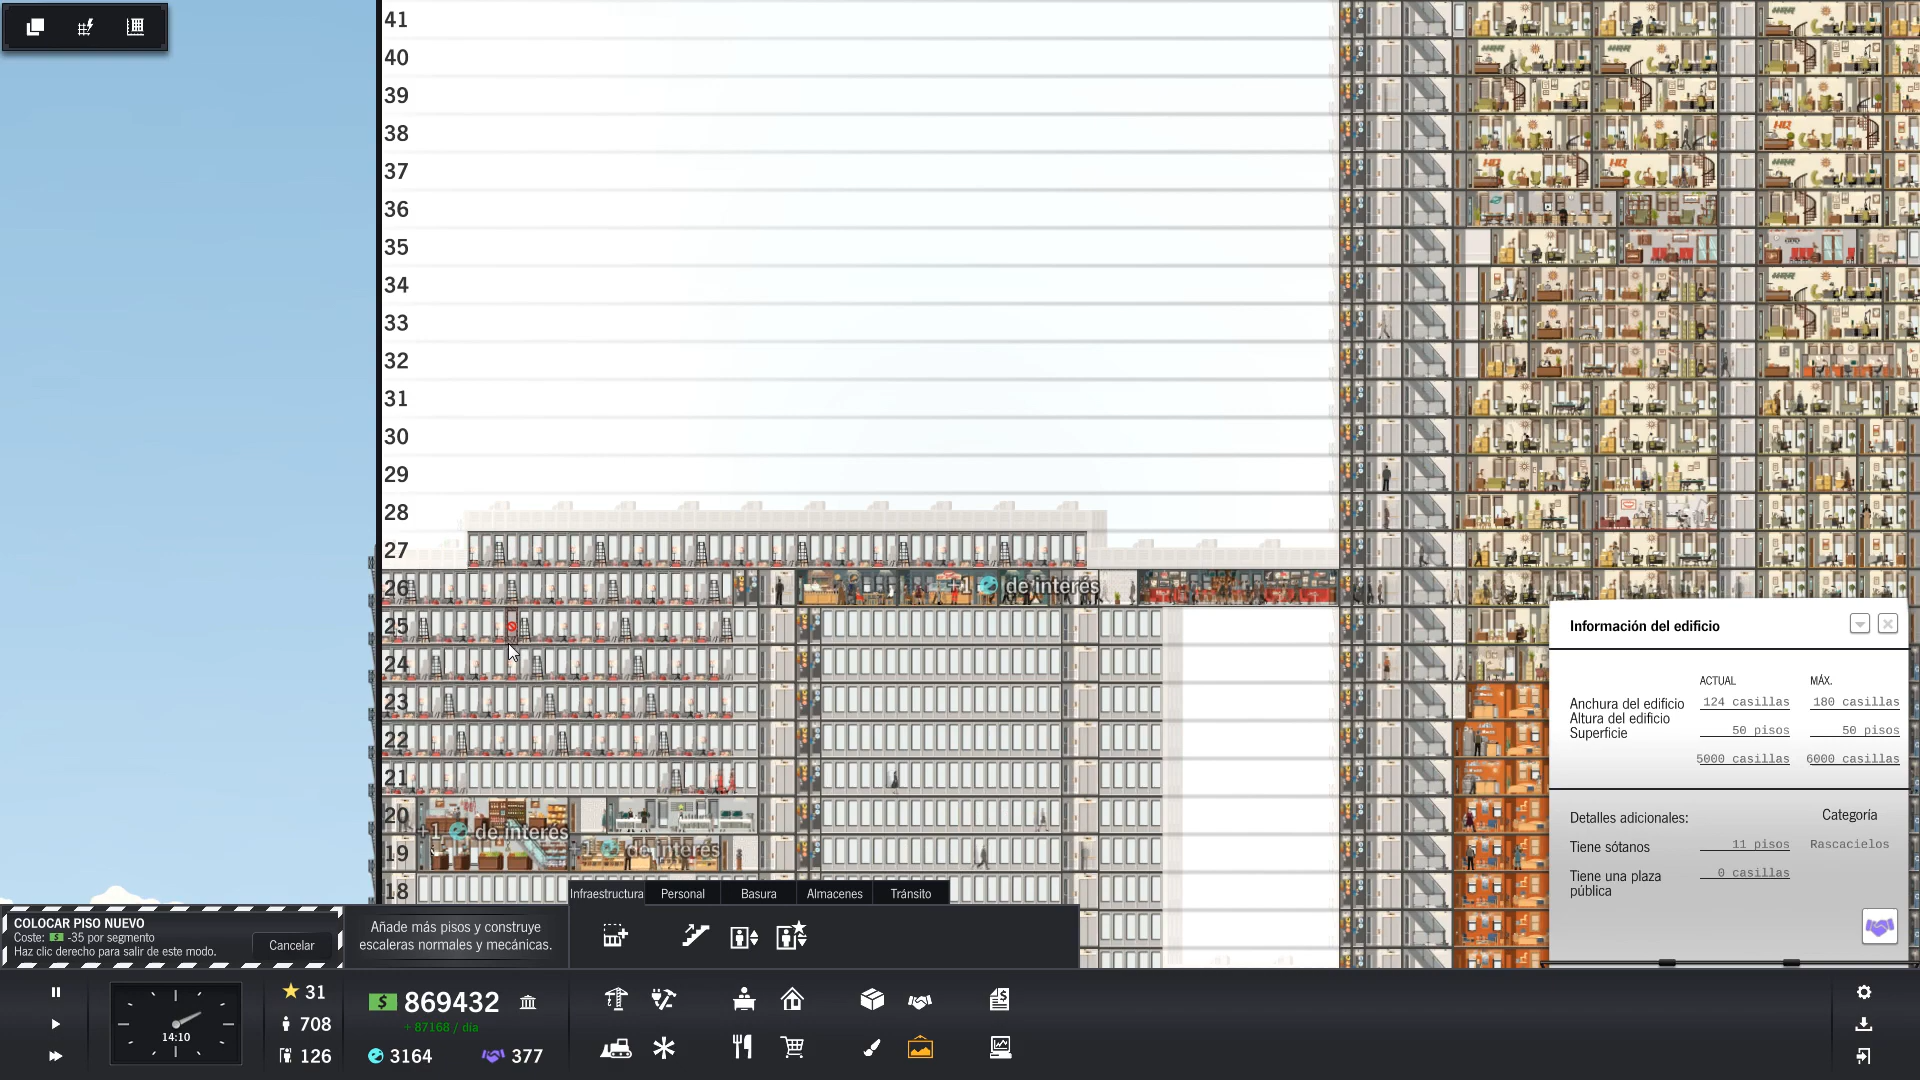 41
40
39
38
37
36
35
34
33
32
31
30
29
28
27
26
25
24
23
22
21
20
19
18
+1 de interés
+1 de interés
+1 de interés
Información del edificio
ACTUAL MÁX.
Anchura del edificio 124 casillas 180 casillas
Altura del edificio 50 pisos 50 pisos
Superficie 5000 casillas 6000 casillas
Detalles adicionales: Categoría
Tiene sótanos 11 pisos Rascacielos
Tiene una plaza pública 0 casillas
Infraestructura Personal Basura Almacenes Tránsito
COLOCAR PISO NUEVO
Coste: $ -35 por segmento
Haz clic derecho para salir de este modo.
Cancelar
Añade más pisos y construye
escaleras normales y mecánicas.
14:10
31
708
126
$ 869432
+ 87168 / día
3164 377